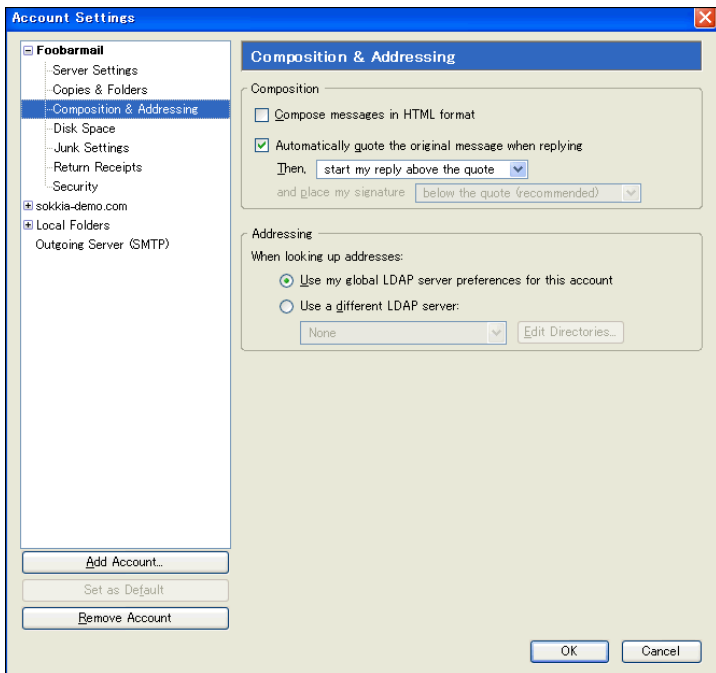 Account Settings
Foobarmail
Server Settings
Copies & Folders
Composition & Addressing
Disk Space
Junk Settings
Return Receipts
Security
sokkia-demo.com
Local Folders
Outgoing Server (SMTP)
Add Account...
Set as Default
Remove Account
Composition & Addressing
Composition
Compose messages in HTML format
Automatically quote the original message when replying
Then, start my reply above the quote
and place my signature below the quote (recommended)
Addressing
When looking up addresses:
Use my global LDAP server preferences for this account
Use a different LDAP server:
None Edit Directories...
OK Cancel